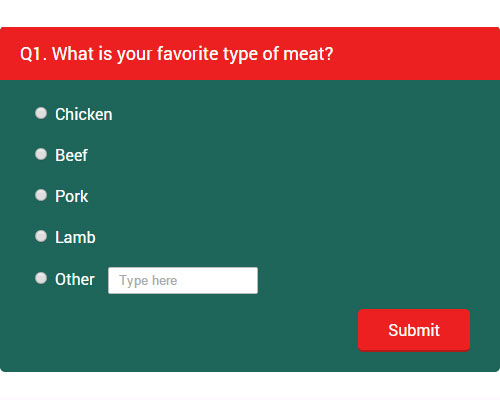 Q1. What is your favorite type of meat?
Chicken
Beef
Pork
Lamb
Other Type here
Submit